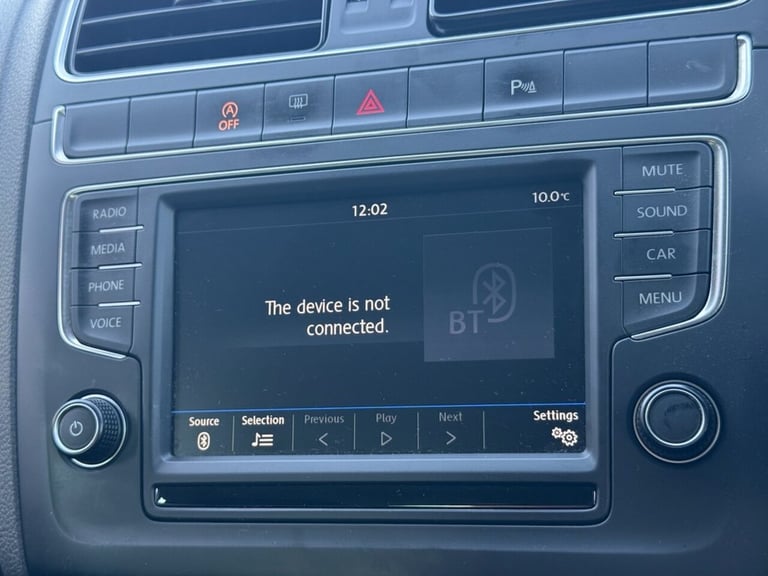 A
OFF
P
RADIO
MEDIA
PHONE
VOICE
MUTE
SOUND
CAR
MENU
12:02
10.0°C
The device is not
connected.
BT
Source
Selection
Previous
Play
Next
Settings